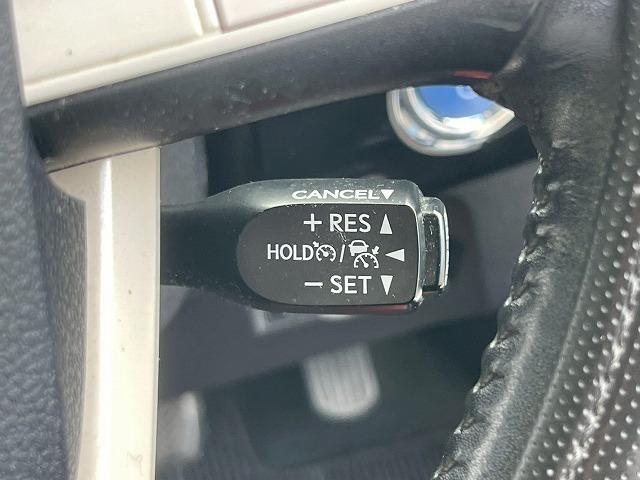 CANCEL▼
+ RES ▲
HOLD / ◀
− SET ▼